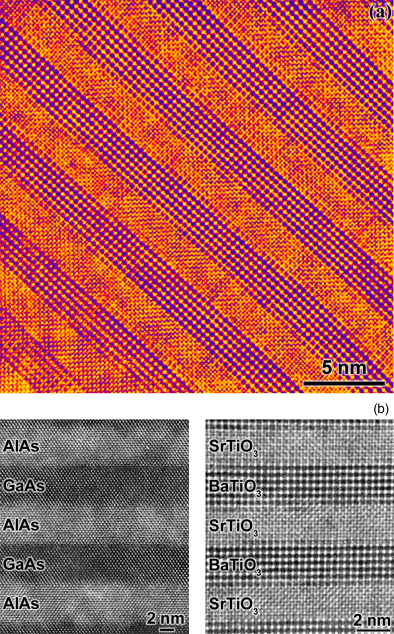 (a)
5 nm
(b)
AlAs
GaAs
AlAs
GaAs
AlAs
2 nm
SrTiO₃
BaTiO₃
SrTiO₃
BaTiO₃
SrTiO₃
2 nm